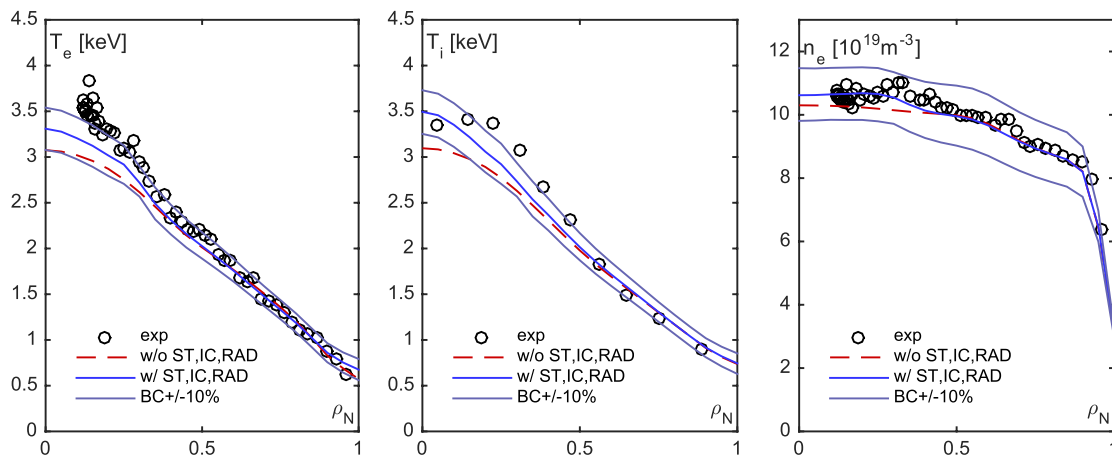 4.5
4
3.5
3
2.5
2
1.5
1
0.5
0
T_e [keV]
exp
w/o ST,IC,RAD
w/ ST,IC,RAD
BC+/-10%
ρ_N
0
0.5
1
4.5
4
3.5
3
2.5
2
1.5
1
0.5
0
T_i [keV]
exp
w/o ST,IC,RAD
w/ ST,IC,RAD
BC+/-10%
ρ_N
0
0.5
1
12
10
8
6
4
2
0
n_e [10^19 m^-3]
exp
w/o ST,IC,RAD
w/ ST,IC,RAD
BC+/-10%
ρ_N
0
0.5
1